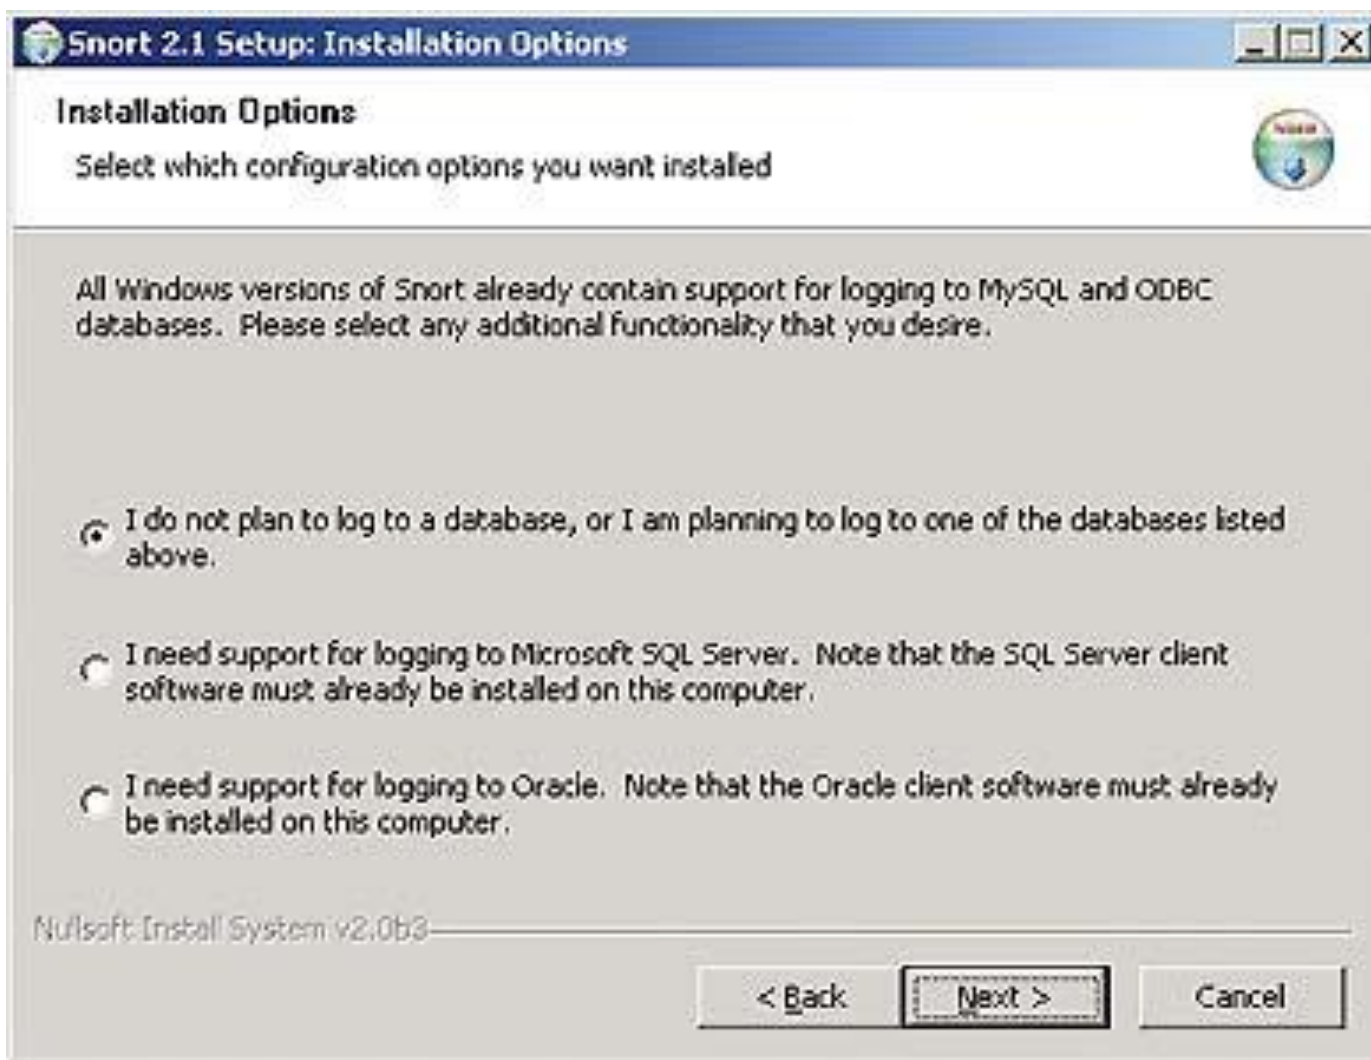 Snort 2.1 Setup: Installation Options
Installation Options
Select which configuration options you want installed
All Windows versions of Snort already contain support for logging to MySQL and ODBC
databases. Please select any additional functionality that you desire.
I do not plan to log to a database, or I am planning to log to one of the databases listed
above.
I need support for logging to Microsoft SQL Server. Note that the SQL Server client
software must already be installed on this computer.
I need support for logging to Oracle. Note that the Oracle client software must already
be installed on this computer.
Nullsoft Install System v2.0b3
< Back
Next >
Cancel